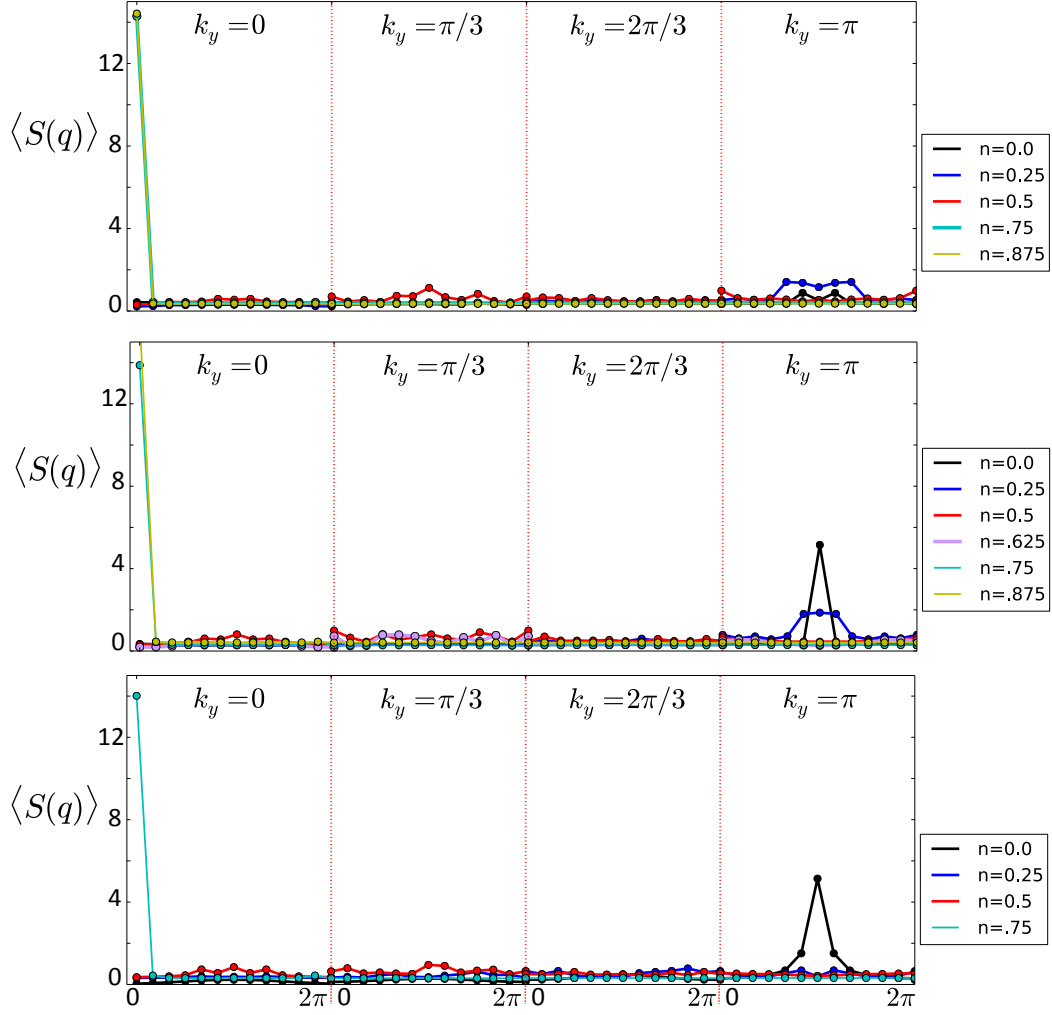 k_y = 0 k_y = π/3 k_y = 2π/3 k_y = π
12
⟨S(q)⟩
8
4
0
n=0.0
n=0.25
n=0.5
n=.75
n=.875
k_y = 0 k_y = π/3 k_y = 2π/3 k_y = π
12
⟨S(q)⟩
8
4
0
n=0.0
n=0.25
n=0.5
n=.625
n=.75
n=.875
k_y = 0 k_y = π/3 k_y = 2π/3 k_y = π
12
⟨S(q)⟩
8
4
0
n=0.0
n=0.25
n=0.5
n=.75
0 2π 0 2π 0 2π 0 2π